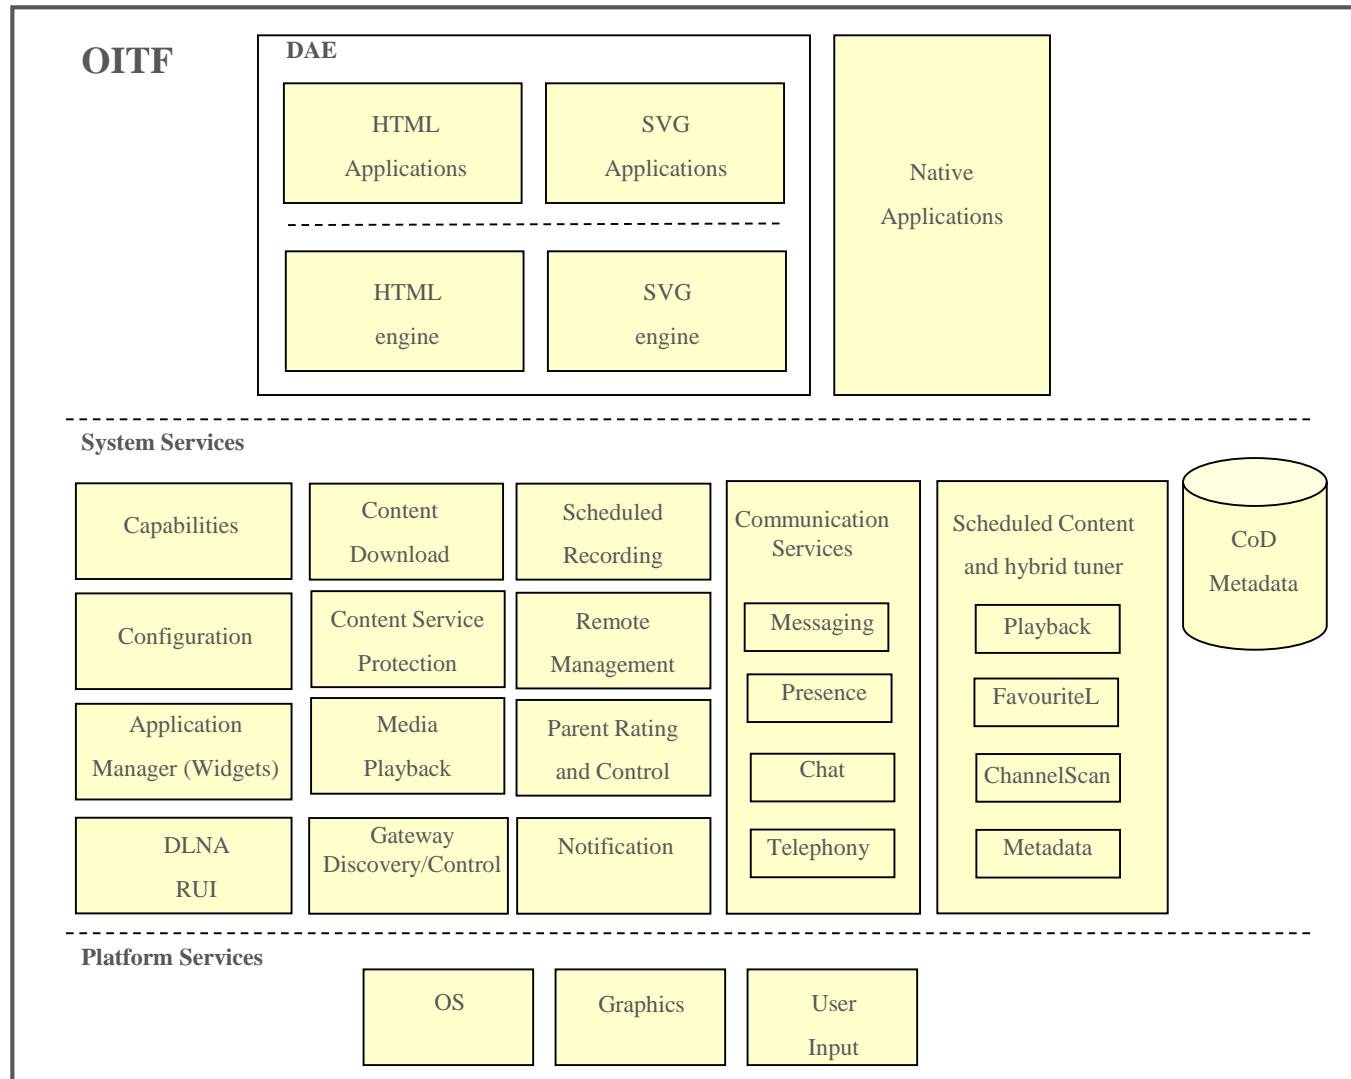 OITF
DAE
HTML
Applications
SVG
Applications
Native
Applications
HTML
engine
SVG
engine
System Services
Capabilities
Content
Download
Scheduled
Recording
Communication
Services
Scheduled Content
and hybrid tuner
CoD
Metadata
Configuration
Content Service
Protection
Remote
Management
Messaging
Playback
Presence
FavouriteL
Application
Manager (Widgets)
Media
Playback
Parent Rating
and Control
Chat
ChannelScan
DLNA
RUI
Gateway
Discovery/Control
Notification
Telephony
Metadata
Platform Services
OS
Graphics
User
Input